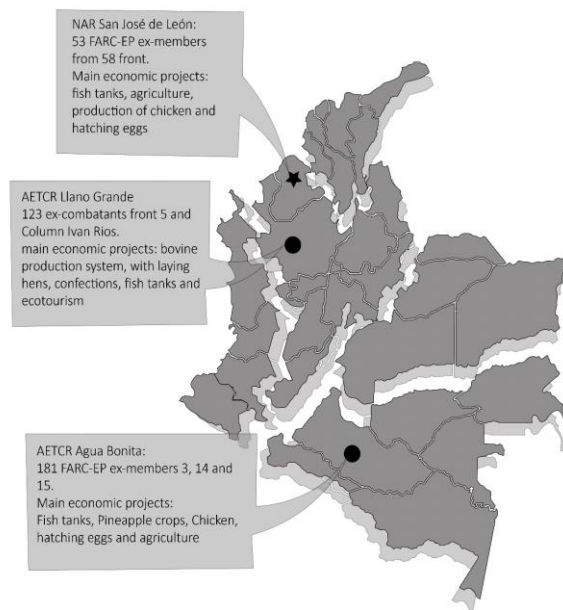 NAR San José de León:
53 FARC-EP ex-members
from 58 front.
Main economic projects:
fish tanks, agriculture,
production of chicken and
hatching eggs
AETCR Llano Grande
123 ex-combatants front 5 and
Column Ivan Rios.
main economic projects: bovine
production system, with laying
hens, confections, fish tanks and
ecotourism
AETCR Agua Bonita:
181 FARC-EP ex-members 3, 14 and
15.
Main economic projects:
Fish tanks, Pineapple crops, Chicken,
hatching eggs and agriculture